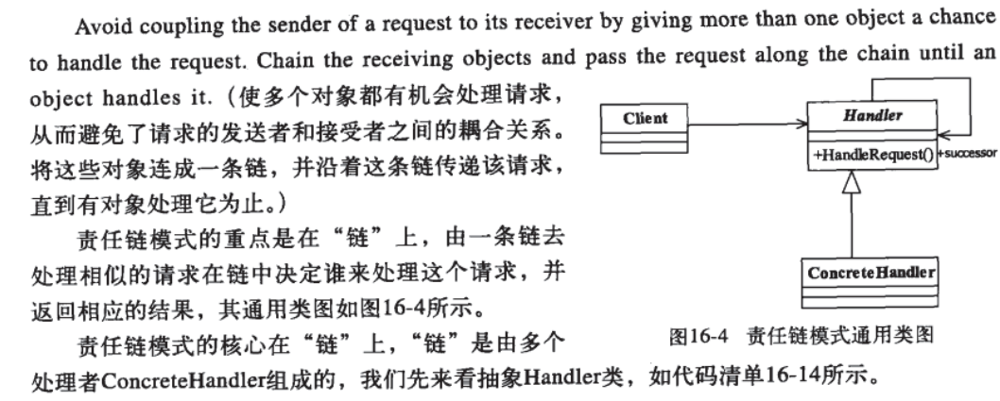 Avoid coupling the sender of a request to its receiver by giving more than one object a chance
to handle the request. Chain the receiving objects and pass the request along the chain until an
object handles it.（使多个对象都有机会处理请求，
从而避免了请求的发送者和接受者之间的耦合关系。
将这些对象连成一条链，并沿着这条链传递该请求，
直到有对象处理它为止。）
责任链模式的重点是在“链”上，由一条链去
处理相似的请求在链中决定谁来处理这个请求，并
返回相应的结果，其通用类图如图16-4所示。
责任链模式的核心在“链”上，“链”是由多个
处理者ConcreteHandler组成的，我们先来看抽象Handler类，如代码清单16-14所示。
Client
Handler
+HandleRequest()
+successor
ConcreteHandler
图16-4 责任链模式通用类图